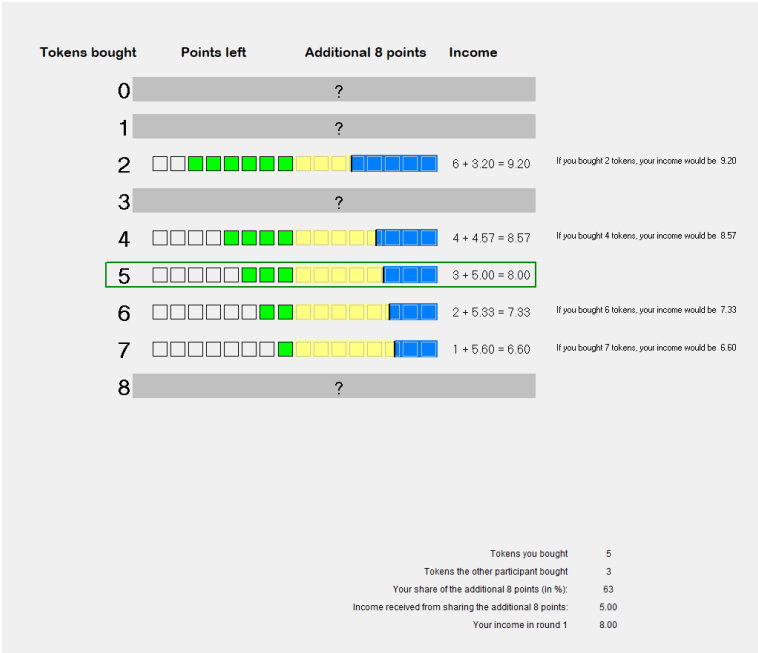 Tokens bought Points left Additional 8 points Income
0 ?
1 ?
2 6 + 3.20 = 9.20 If you bought 2 tokens, your income would be 9.20
3 ?
4 4 + 4.57 = 8.57 If you bought 4 tokens, your income would be 8.57
5 3 + 5.00 = 8.00
6 2 + 5.33 = 7.33 If you bought 6 tokens, your income would be 7.33
7 1 + 5.60 = 6.60 If you bought 7 tokens, your income would be 6.60
8 ?
Tokens you bought 5
Tokens the other participant bought 3
Your share of the additional 8 points (in %): 63
Income received from sharing the additional 8 points: 5.00
Your income in round 1 8.00